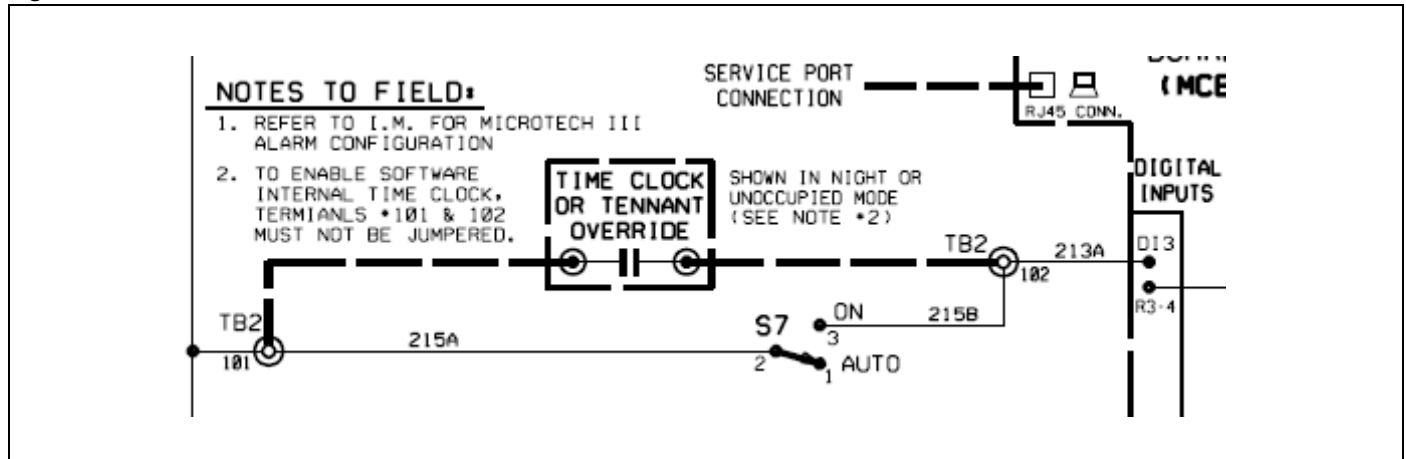 NOTES TO FIELD:
1. REFER TO I.M. FOR MICROTECH III
ALARM CONFIGURATION
2. TO ENABLE SOFTWARE
INTERNAL TIME CLOCK,
TERMIANLS *101 & 102
MUST NOT BE JUMPERED.
TIME CLOCK
OR TENNANT
OVERRIDE
SHOWN IN NIGHT OR
UNOCCUPIED MODE
(SEE NOTE *2)
SERVICE PORT
CONNECTION
(MCB
RJ45 CONN.
DIGITAL
INPUTS
TB2
102
213A
DI3
R3-4
TB2
101
215A
S7
2
ON
3
215B
1
AUTO